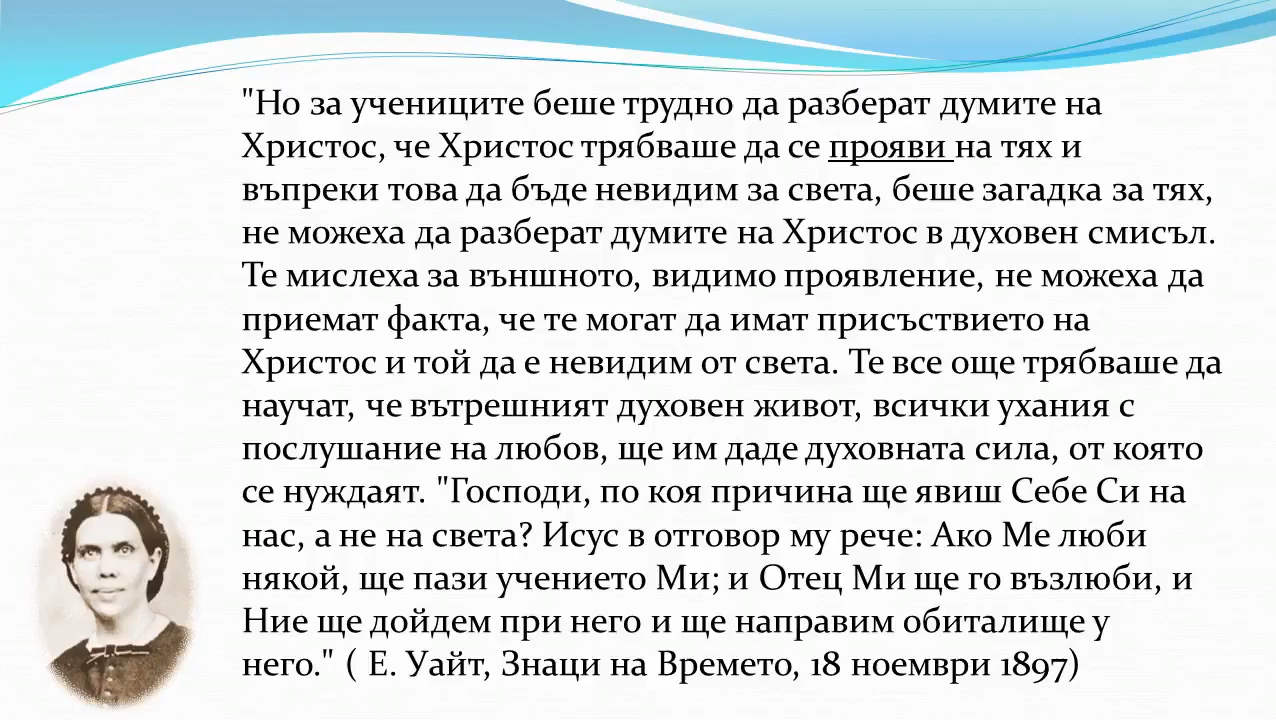 "Но за учениците беше трудно да разберат думите на
Христос, че Христос трябваше да се прояви на тях и
въпреки това да бъде невидим за света, беше загадка за тях,
не можеха да разберат думите на Христос в духовен смисъл.
Те мислеха за външното, видимо проявление, не можеха да
приемат факта, че те могат да имат присъствието на
Христос и той да е невидим от света. Те все още трябваше да
научат, че вътрешният духовен живот, всички ухания с
послушание на любов, ще им даде духовната сила, от която
се нуждаят. "Господи, по коя причина ще явиш Себе Си на
нас, а не на света? Исус в отговор му рече: Ако Ме люби
някой, ще пази учението Ми; и Отец Ми ще го възлюби, и
Ние ще дойдем при него и ще направим обиталище у
него." ( Е. Уайт, Знаци на Времето, 18 ноември 1897)